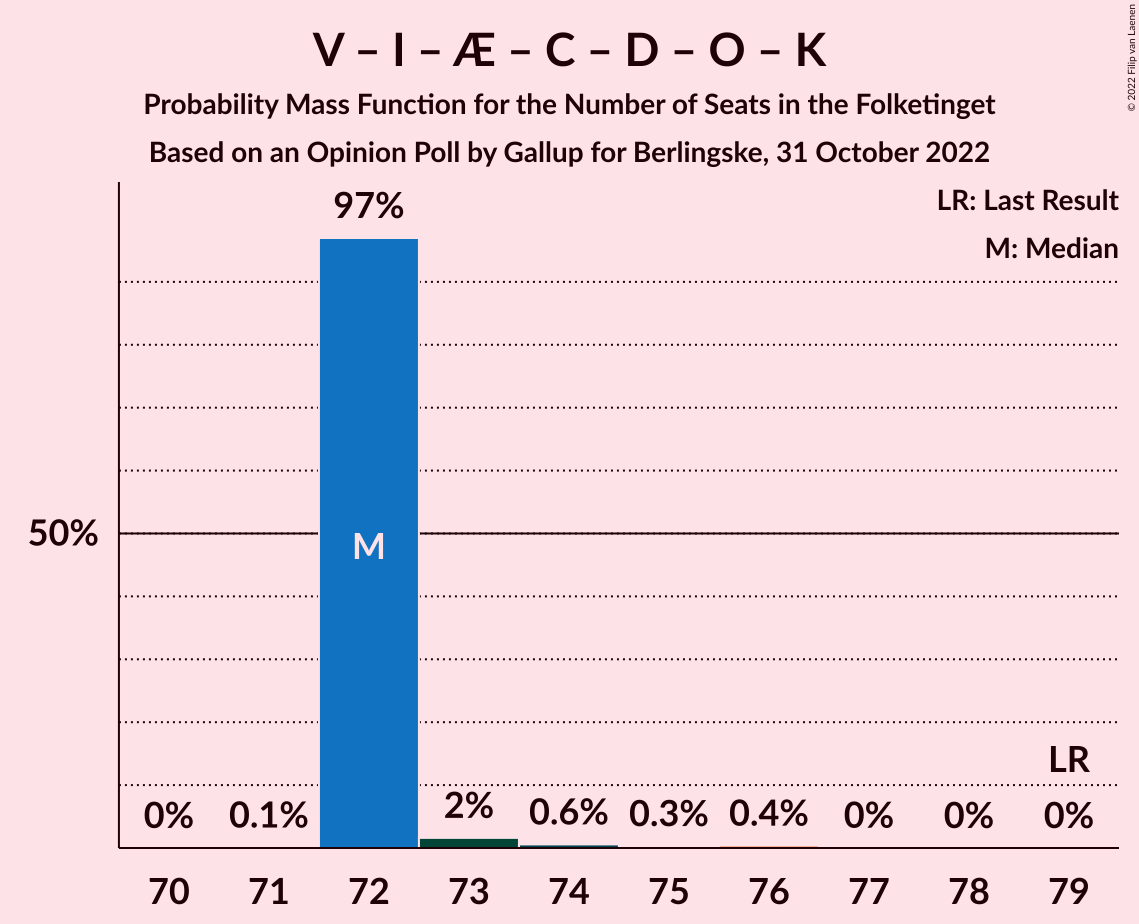 V – I – Æ – C – D – O – K
Probability Mass Function for the Number of Seats in the Folketinget
Based on an Opinion Poll by Gallup for Berlingske, 31 October 2022
© 2022 Filip van Laenen
LR: Last Result
M: Median
97%
50%
M
LR
0% 0.1% 2% 0.6% 0.3% 0.4% 0% 0% 0%
70 71 72 73 74 75 76 77 78 79